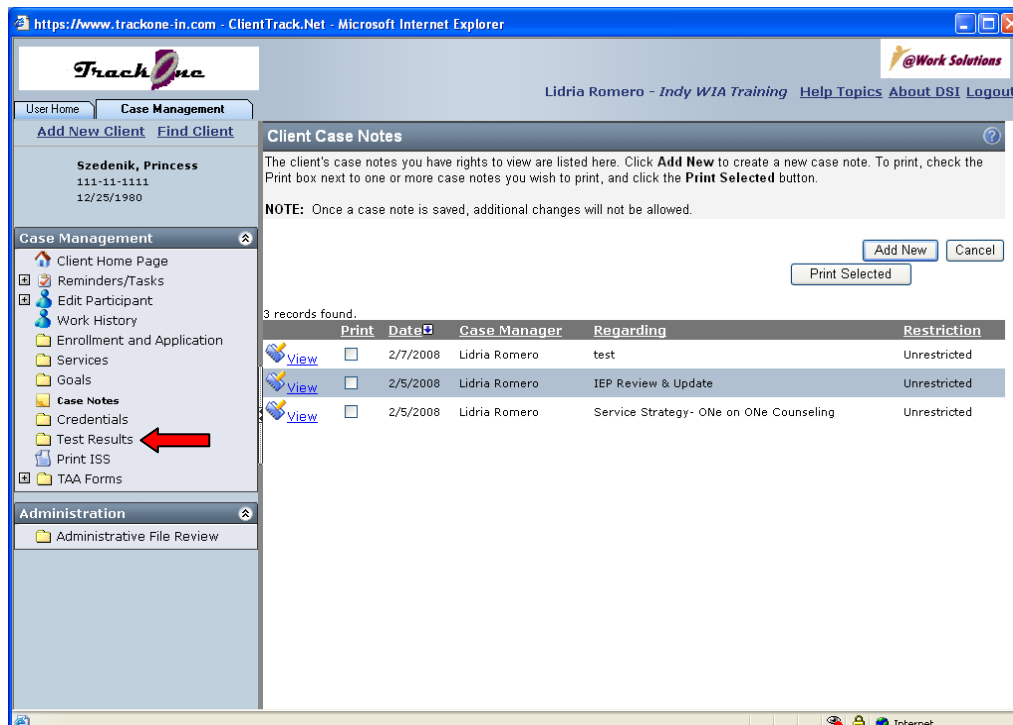 https://www.trackone-in.com - ClientTrack.Net - Microsoft Internet Explorer
TrackOne
@Work Solutions
Lidria Romero - Indy WIA Training Help Topics About DSI Logout
User Home Case Management
Add New Client Find Client
Szedenik, Princess
111-11-1111
12/25/1980
Case Management
Client Home Page
Reminders/Tasks
Edit Participant
Work History
Enrollment and Application
Services
Goals
Case Notes
Credentials
Test Results
Print ISS
TAA Forms
Administration
Administrative File Review
Client Case Notes
The client's case notes you have rights to view are listed here. Click Add New to create a new case note. To print, check the
Print box next to one or more case notes you wish to print, and click the Print Selected button.
NOTE: Once a case note is saved, additional changes will not be allowed.
Add New Cancel
Print Selected
3 records found.
Print Date Case Manager Regarding Restriction
View 2/7/2008 Lidria Romero test Unrestricted
View 2/5/2008 Lidria Romero IEP Review & Update Unrestricted
View 2/5/2008 Lidria Romero Service Strategy- ONe on ONe Counseling Unrestricted
Internet